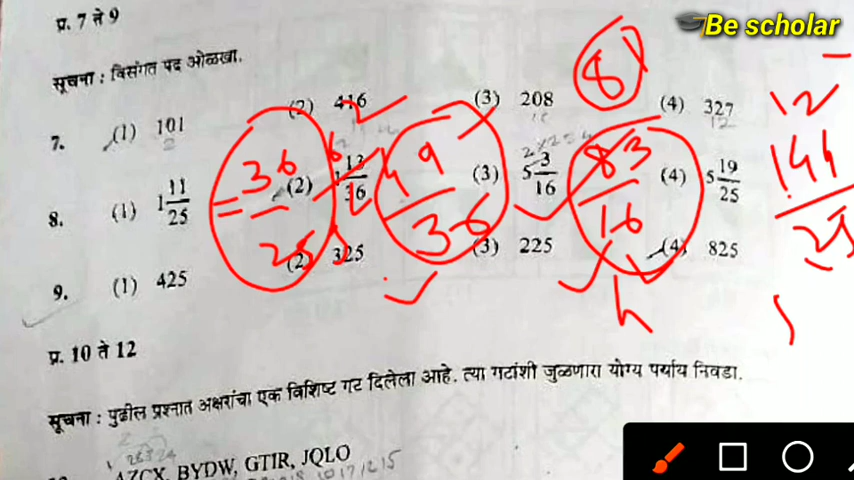 Be scholar
प्र. 7 ते 9
सूचना : विसंगत पद ओळखा.
7. (1) 101 (2) 416 (3) 208 (4) 327
8. (1) 1 11/25 (2) 1 13/36 (3) 5 3/16 (4) 5 19/25
9. (1) 425 (2) 325 (3) 225 (4) 825
= 36/25
49/36
83/16
8
12
144/25
प्र. 10 ते 12
सूचना : पुढील प्रश्नात अक्षरांचा एक विशिष्ट गट दिलेला आहे. त्या गटांशी जुळणारा योग्य पर्याय निवडा.
AZCX, BYDW, GTIR, JQLO